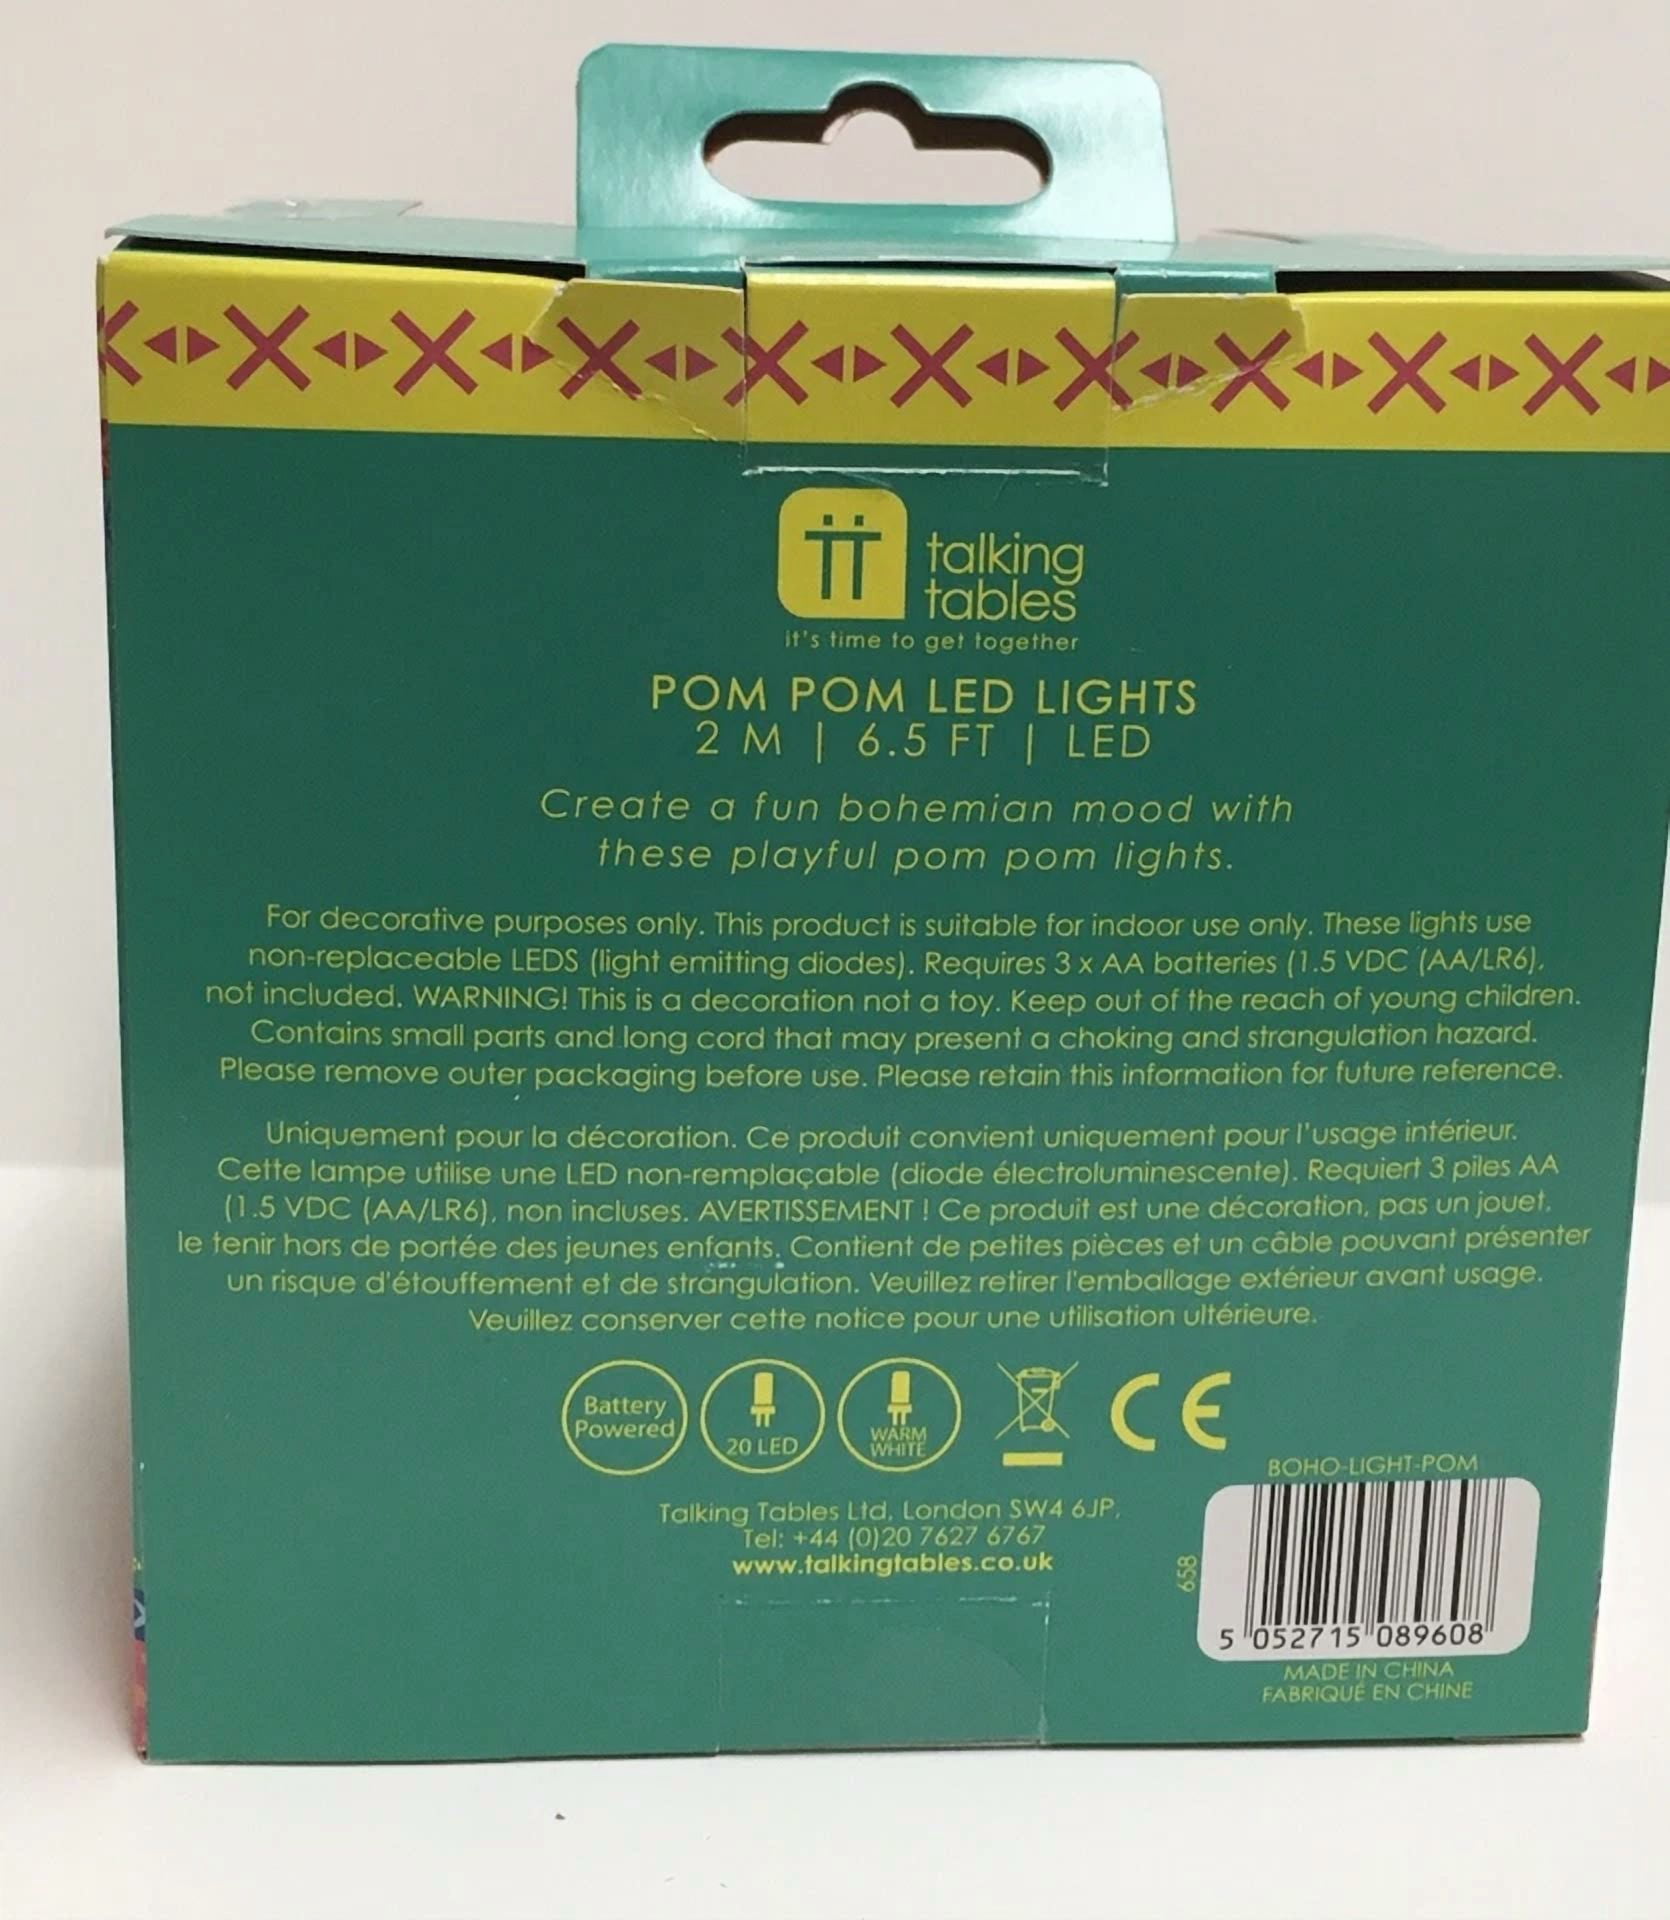 talking
tables
it's time to get together
POM POM LED LIGHTS
2 M | 6.5 FT | LED
Create a fun bohemian mood with
these playful pom pom lights.
For decorative purposes only. This product is suitable for indoor use only. These lights use
non-replaceable LEDS (light emitting diodes). Requires 3 x AA batteries (1.5 VDC (AA/LR6),
not included. WARNING! This is a decoration not a toy. Keep out of the reach of young children.
Contains small parts and long cord that may present a choking and strangulation hazard.
Please remove outer packaging before use. Please retain this information for future reference.
Uniquement pour la décoration. Ce produit convient uniquement pour l'usage intérieur.
Cette lampe utilise une LED non-remplaçable (diode électroluminescente). Requiert 3 piles AA
(1.5 VDC (AA/LR6), non incluses. AVERTISSEMENT ! Ce produit est une décoration, pas un jouet,
le tenir hors de portée des jeunes enfants. Contient de petites pièces et un câble pouvant présenter
un risque d'étouffement et de strangulation. Veuillez retirer l'emballage extérieur avant usage.
Veuillez conserver cette notice pour une utilisation ultérieure.
Battery
Powered
20 LED
WARM
WHITE
CE
BOHO-LIGHT-POM
Talking Tables Ltd, London SW4 6JP,
Tel: +44 (0)20 7627 6767
www.talkingtables.co.uk
658
5 052715 089608
MADE IN CHINA
FABRIQUÉ EN CHINE